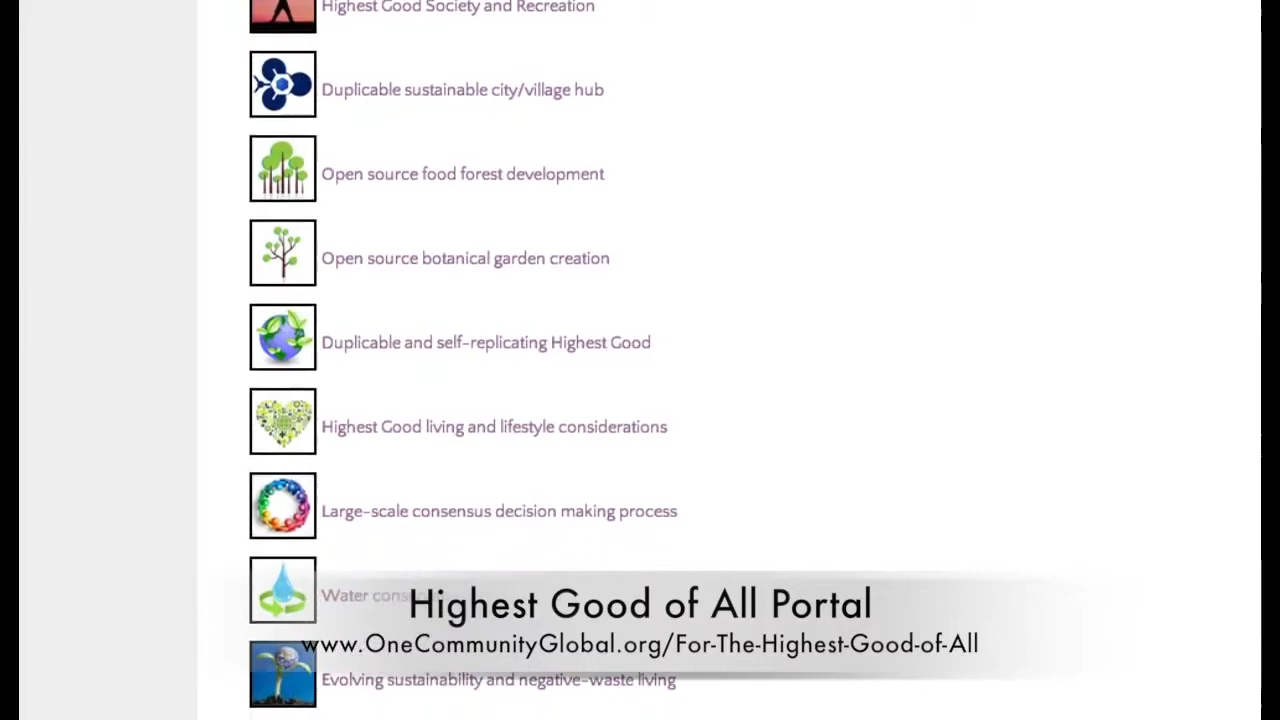 Highest Good Society and Recreation
Duplicable sustainable city/village hub
Open source food forest development
Open source botanical garden creation
Duplicable and self-replicating Highest Good
Highest Good living and lifestyle considerations
Large-scale consensus decision making process
Water
Highest Good of All Portal
www.OneCommunityGlobal.org/For-The-Highest-Good-of-All
Evolving sustainability and negative-waste living